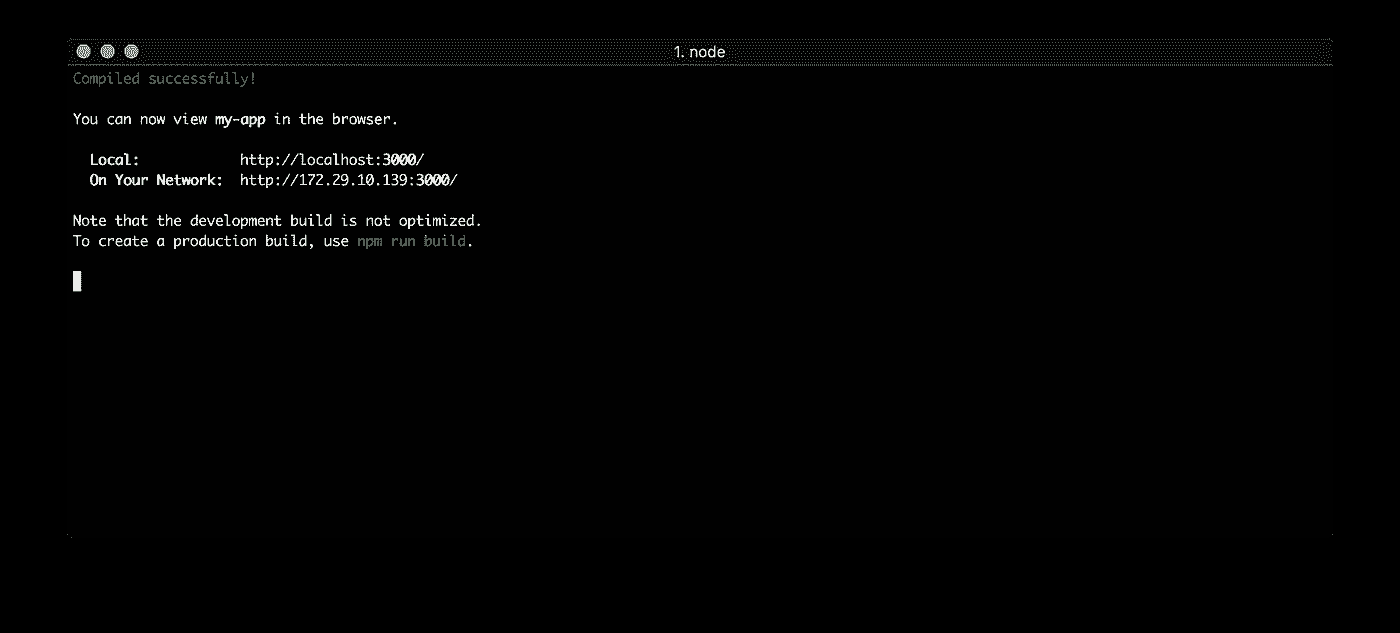 1. node
Compiled successfully!
You can now view my-app in the browser.
Local: http://localhost:3000/
On Your Network: http://172.29.10.139:3000/
Note that the development build is not optimized.
To create a production build, use npm run build.